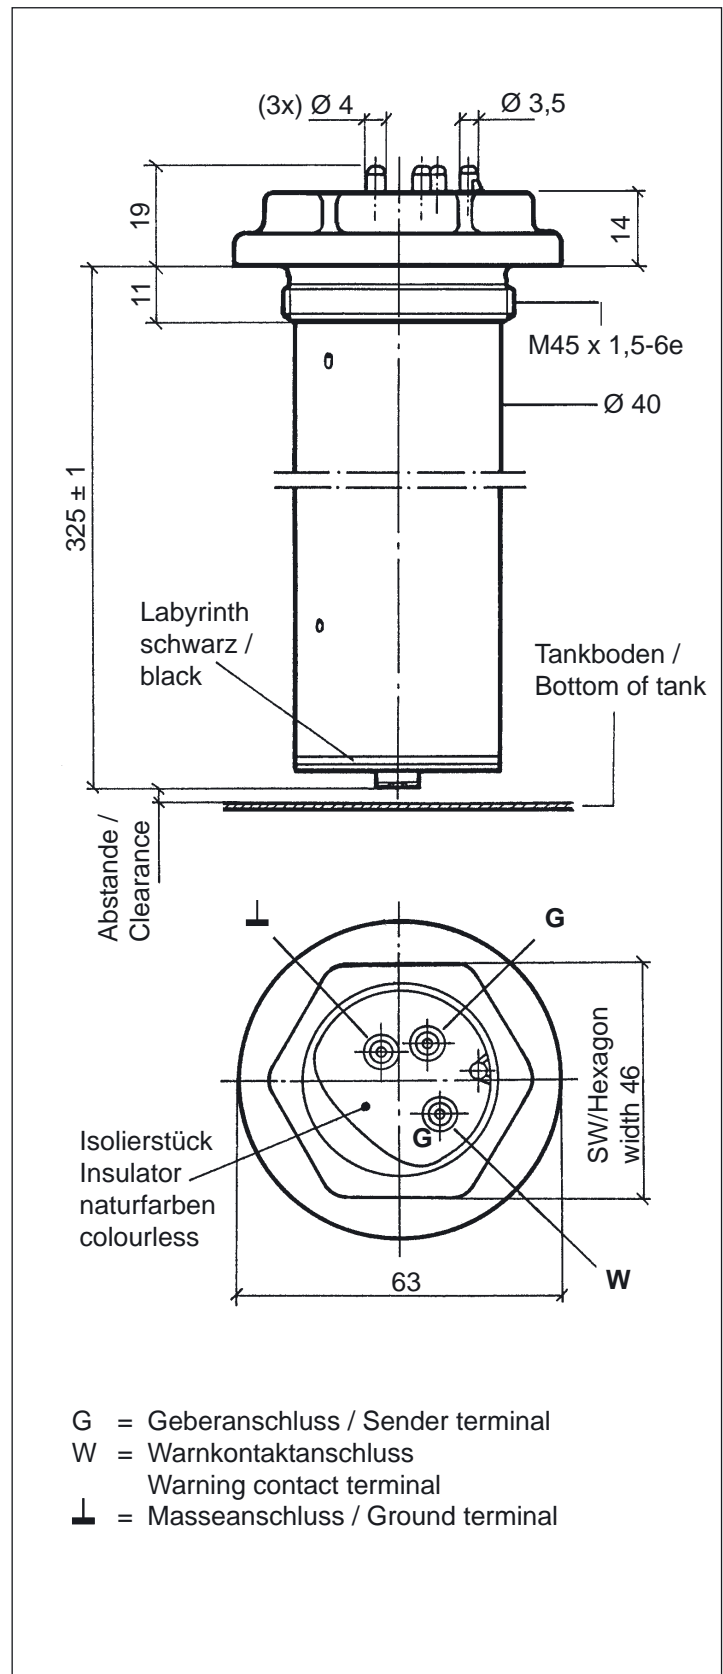 (3x) Ø 4
Ø 3,5
19
14
11
M45 x 1,5-6e
Ø 40
325 ± 1
Labyrinth
schwarz /
black
Tankboden /
Bottom of tank
Abstande /
Clearance
G
SW/Hexagon
width 46
G
Isolierstück
Insulator
naturfarben
colourless
W
63
G = Geberanschluss / Sender terminal
W = Warnkontaktanschluss
Warning contact terminal
⊥ = Masseanschluss / Ground terminal